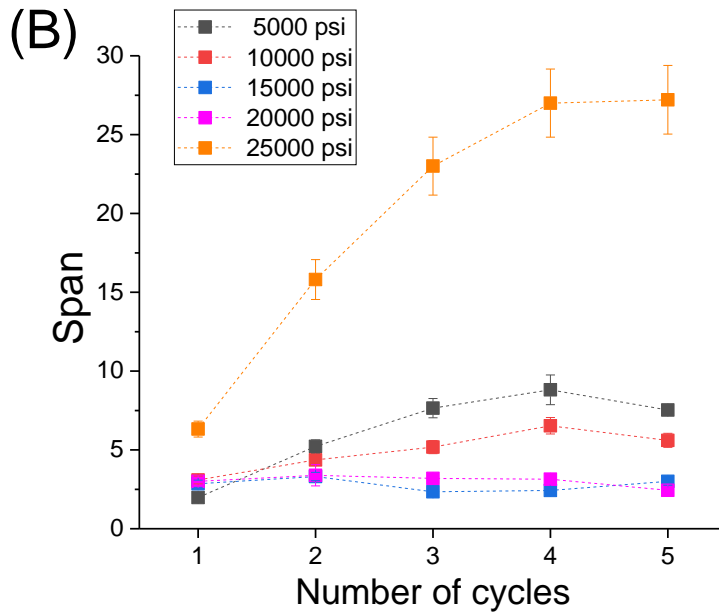 (B)
5000 psi
10000 psi
15000 psi
20000 psi
25000 psi
30
25
20
15
10
5
0
Span
1 2 3 4 5
Number of cycles